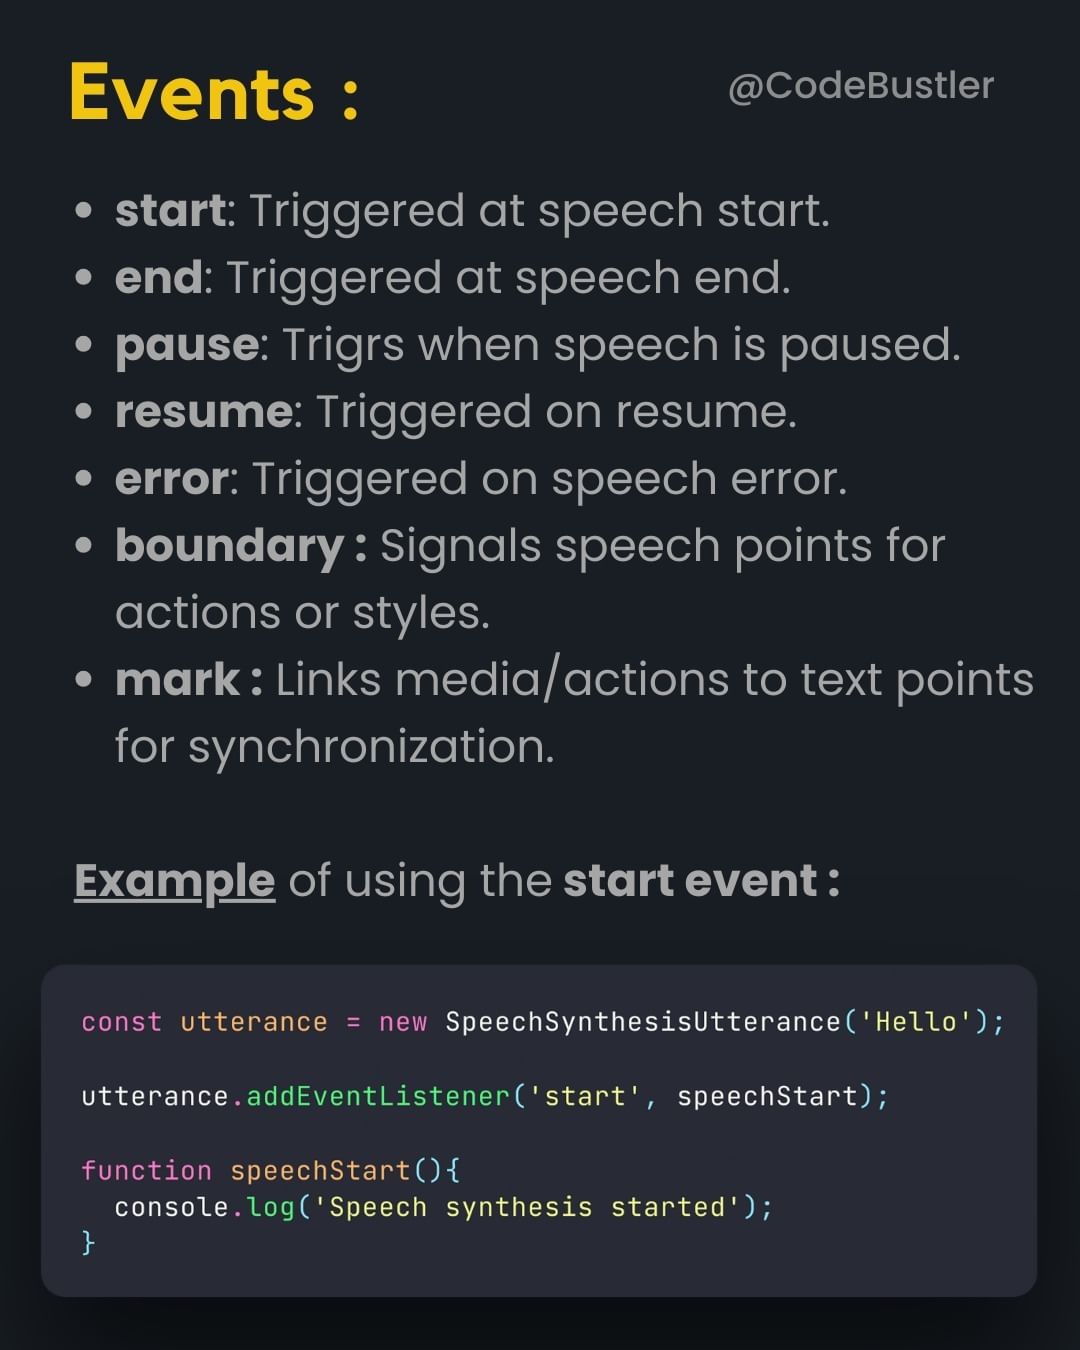 Events :
@CodeBustler
• start: Triggered at speech start.
• end: Triggered at speech end.
• pause: Trigrs when speech is paused.
• resume: Triggered on resume.
• error: Triggered on speech error.
• boundary : Signals speech points for
actions or styles.
• mark : Links media/actions to text points
for synchronization.
Example of using the start event :
const utterance = new SpeechSynthesisUtterance('Hello');
utterance.addEventListener('start', speechStart);
function speechStart(){
  console.log('Speech synthesis started');
}